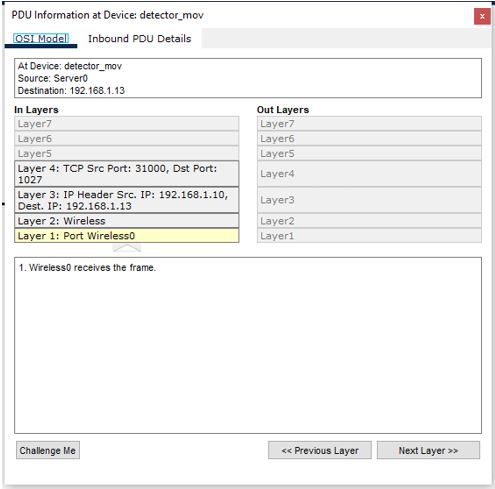 PDU Information at Device: detector_mov
x
OSI Model
Inbound PDU Details
At Device: detector_mov
Source: Server0
Destination: 192.168.1.13
In Layers
Layer7
Layer6
Layer5
Layer 4: TCP Src Port: 31000, Dst Port:
1027
Layer 3: IP Header Src. IP: 192.168.1.10,
Dest. IP: 192.168.1.13
Layer 2: Wireless
Layer 1: Port Wireless0
Out Layers
Layer7
Layer6
Layer5
Layer4
Layer3
Layer2
Layer1
1. Wireless0 receives the frame.
Challenge Me
<< Previous Layer
Next Layer >>